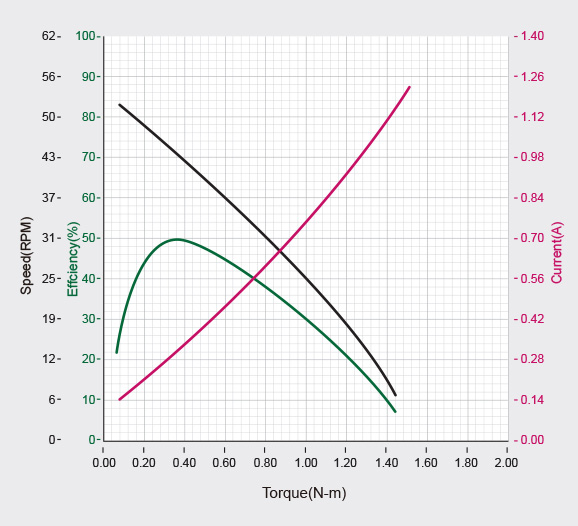 62- 100- -1.40
56- 90- -1.26
50- 80- -1.12
43- 70- -0.98
37- 60- -0.84
31- 50- -0.70
25- 40- -0.56
19- 30- -0.42
12- 20- -0.28
6- 10- -0.14
0- 0- -0.00
Speed(RPM)
Effciency(%)
Current(A)
0.00 0.20 0.40 0.60 0.80 1.00 1.20 1.40 1.60 1.80 2.00
Torque(N-m)